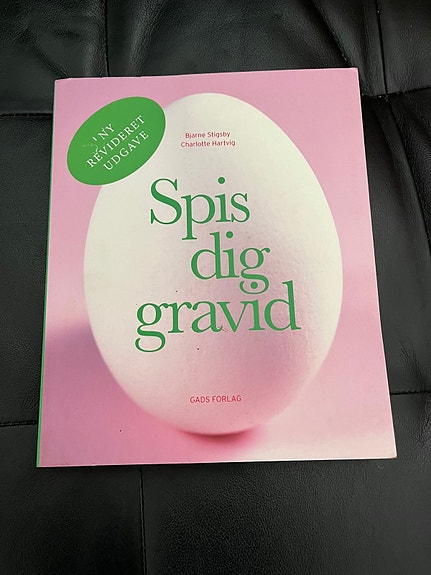 NY
REVIDERET
UDGAVE
Bjarne Stigsby
Charlotte Hartvig
Spis
dig
gravid
GADS FORLAG